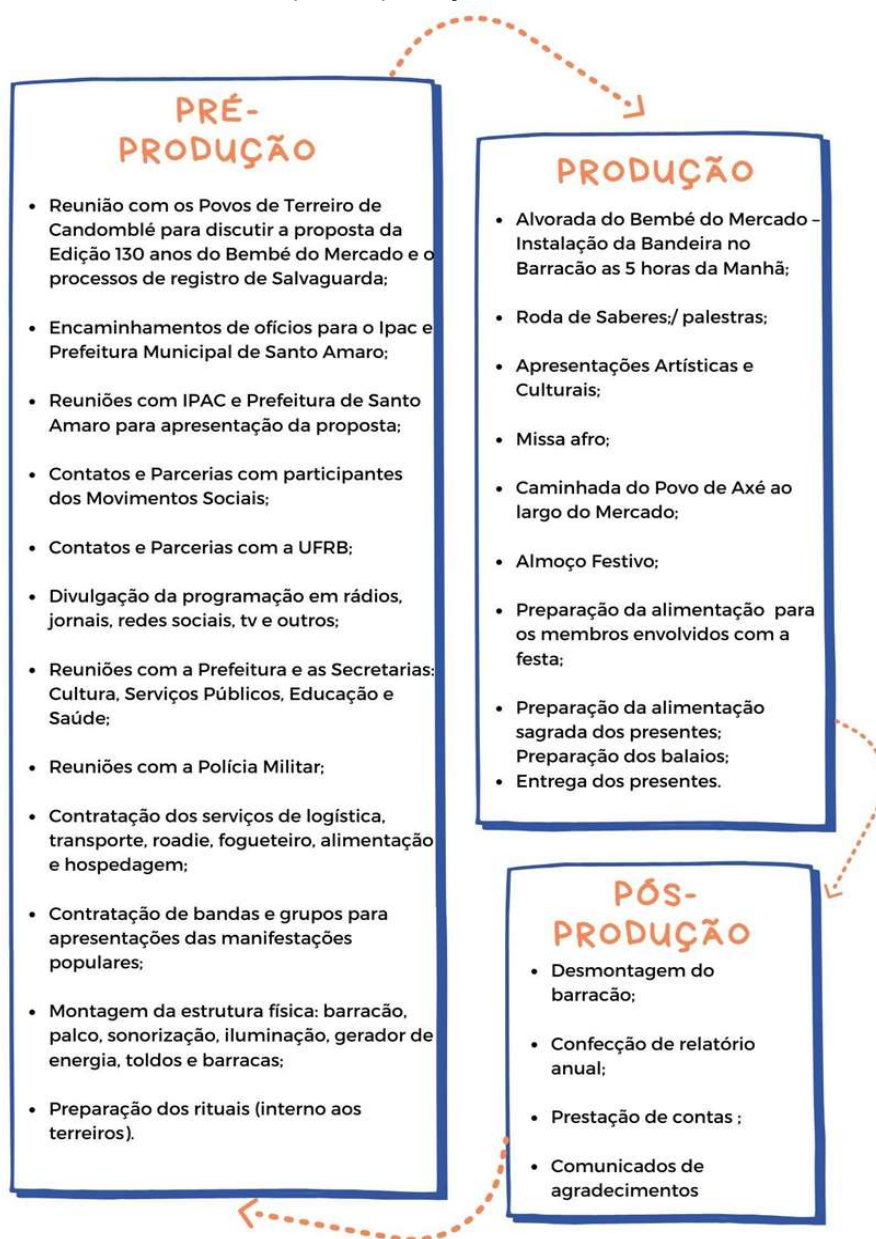 PRÉ-
PRODUÇÃO
• Reunião com os Povos de Terreiro de
Candomblé para discutir a proposta da
Edição 130 anos do Bembé do Mercado e o
processos de registro de Salvaguarda;
• Encaminhamentos de ofícios para o Ipac e
Prefeitura Municipal de Santo Amaro;
• Reuniões com IPAC e Prefeitura de Santo
Amaro para apresentação da proposta;
• Contatos e Parcerias com participantes
dos Movimentos Sociais;
• Contatos e Parcerias com a UFRB;
• Divulgação da programação em rádios,
jornais, redes sociais, tv e outros;
• Reuniões com a Prefeitura e as Secretarias:
Cultura, Serviços Públicos, Educação e
Saúde;
• Reuniões com a Polícia Militar;
• Contratação dos serviços de logística,
transporte, roadie, fogueteiro, alimentação
e hospedagem;
• Contratação de bandas e grupos para
apresentações das manifestações
populares;
• Montagem da estrutura física: barracão,
palco, sonorização, iluminação, gerador de
energia, toldos e barracas;
• Preparação dos rituais (interno aos
terreiros).
PRODUÇÃO
• Alvorada do Bembé do Mercado –
Instalação da Bandeira no
Barracão as 5 horas da Manhã;
• Roda de Saberes;/ palestras;
• Apresentações Artísticas e
Culturais;
• Missa afro;
• Caminhada do Povo de Axé ao
largo do Mercado;
• Almoço Festivo;
• Preparação da alimentação para
os membros envolvidos com a
festa;
• Preparação da alimentação
sagrada dos presentes;
Preparação dos balaios;
• Entrega dos presentes.
PÓS-
PRODUÇÃO
• Desmontagem do
barracão;
• Confecção de relatório
anual;
• Prestação de contas ;
• Comunicados de
agradecimentos